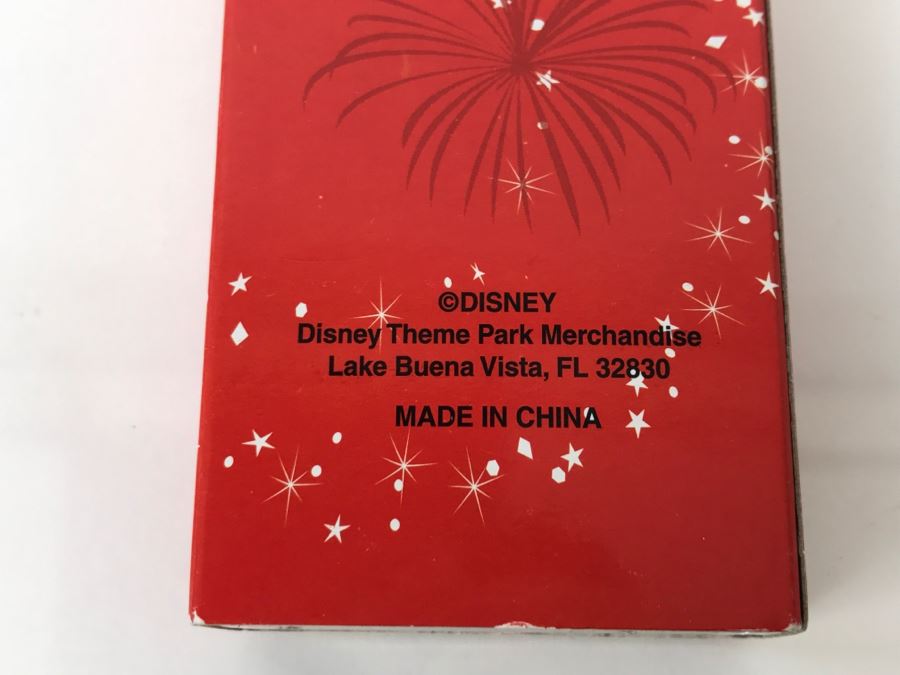 ©DISNEY
Disney Theme Park Merchandise
Lake Buena Vista, FL 32830
MADE IN CHINA